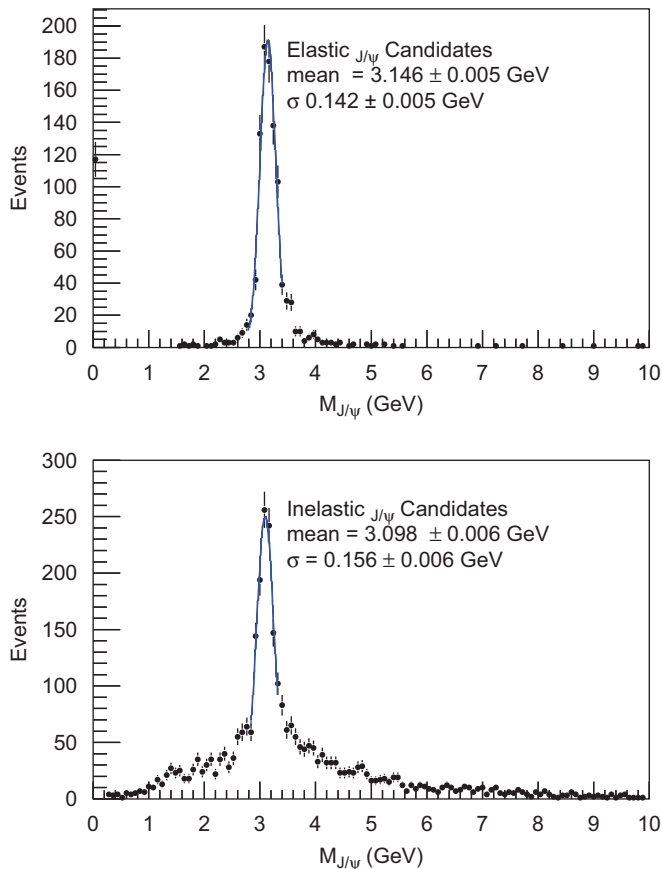 200
180
160
140
120
100
80
60
40
20
0
Events
Elastic J/ψ Candidates
mean = 3.146 ± 0.005 GeV
σ 0.142 ± 0.005 GeV
0 1 2 3 4 5 6 7 8 9 10
M J/ψ (GeV)
300
250
200
150
100
50
0
Events
Inelastic J/ψ Candidates
mean = 3.098 ± 0.006 GeV
σ = 0.156 ± 0.006 GeV
0 1 2 3 4 5 6 7 8 9 10
M J/ψ (GeV)